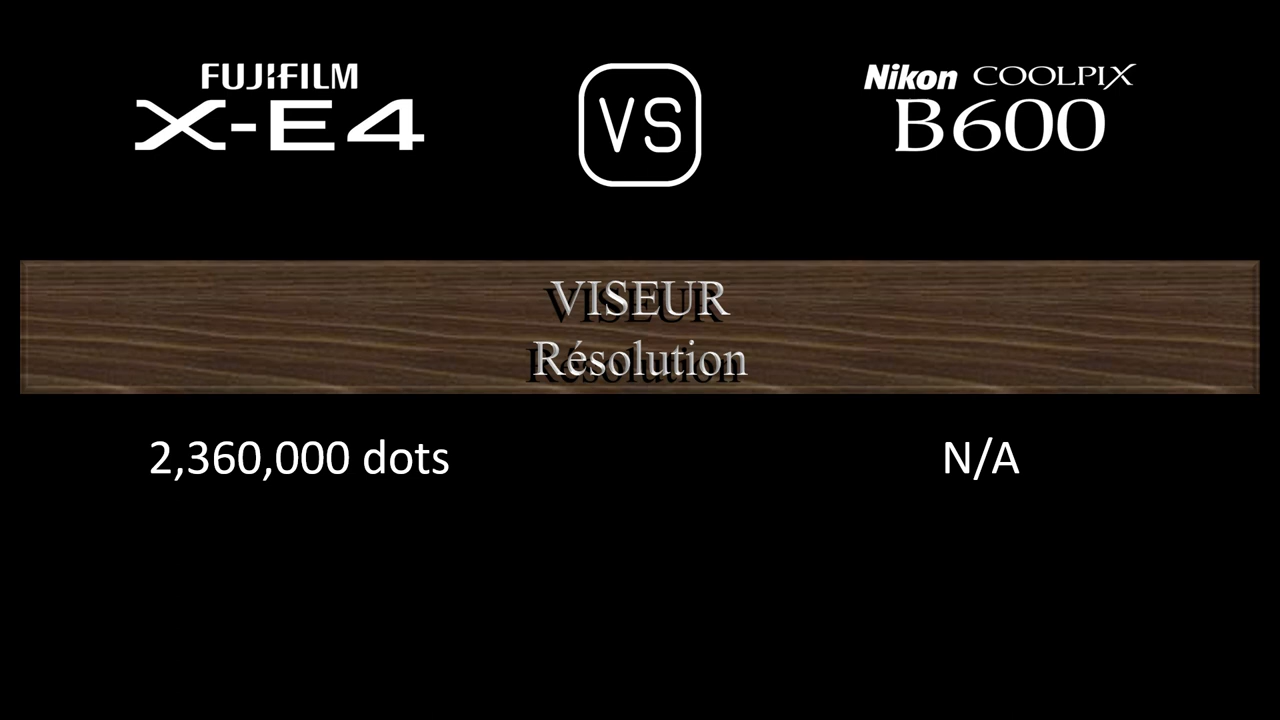 FUJIFILM
X-E4
VS
Nikon COOLPIX
B600
VISEUR
Résolution
2,360,000 dots
N/A